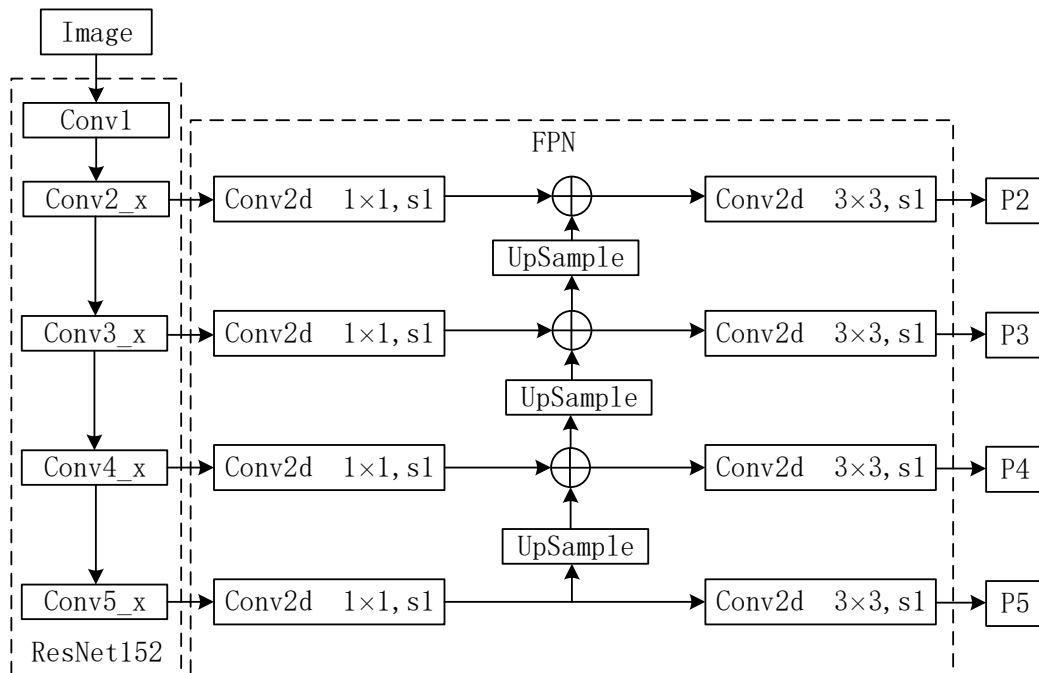 Image
Conv1
FPN
Conv2_x Conv2d 1×1,s1 Conv2d 3×3,s1 P2
UpSample
Conv3_x Conv2d 1×1,s1 Conv2d 3×3,s1 P3
UpSample
Conv4_x Conv2d 1×1,s1 Conv2d 3×3,s1 P4
UpSample
Conv5_x Conv2d 1×1,s1 Conv2d 3×3,s1 P5
ResNet152